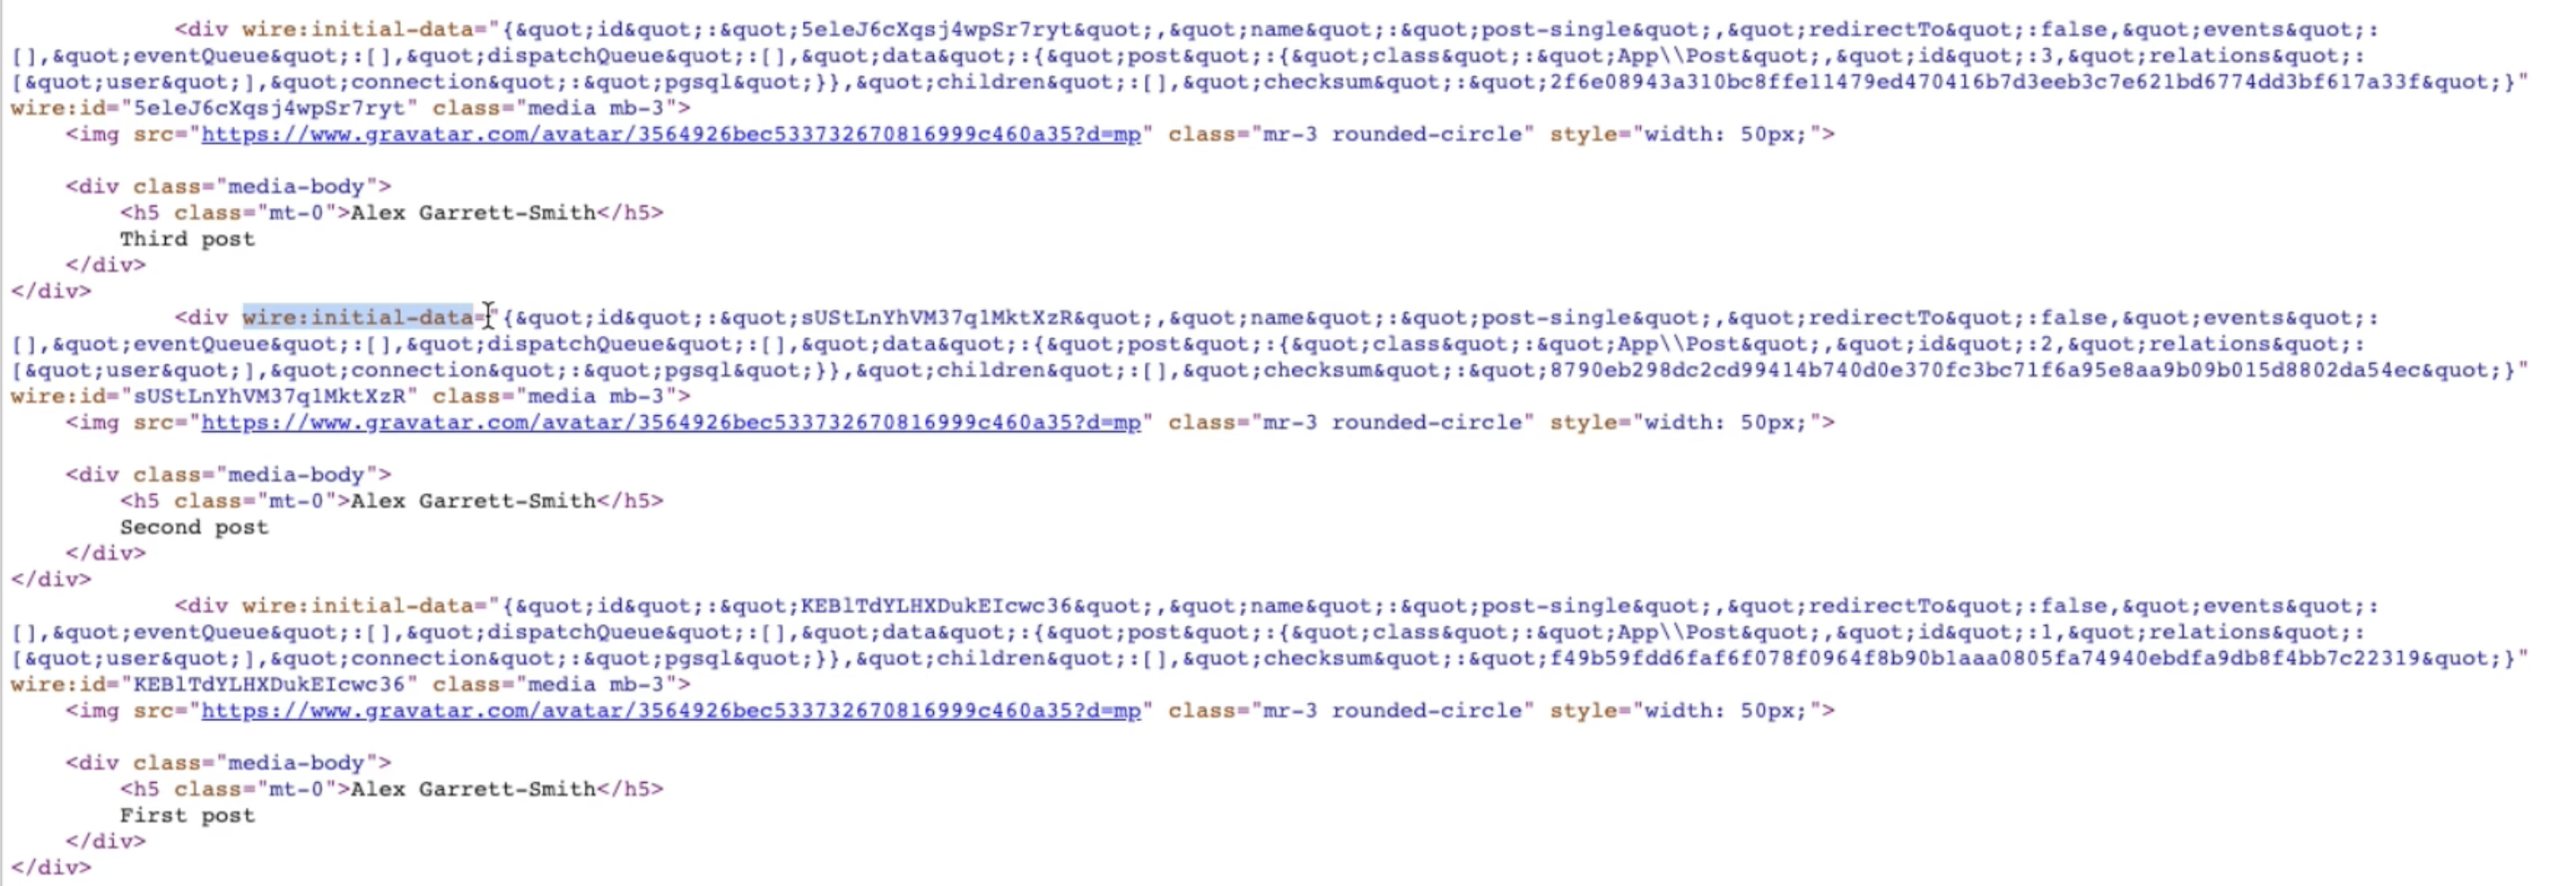 <div wire:initial-data="{&quot;id&quot;:&quot;5eleJ6cXqsj4wpSr7ryt&quot;,&quot;name&quot;:&quot;post-single&quot;,&quot;redirectTo&quot;:false,&quot;events&quot;:
[],&quot;eventQueue&quot;:[],&quot;dispatchQueue&quot;:[],&quot;data&quot;:{&quot;post&quot;:{&quot;class&quot;:&quot;App\\Post&quot;,&quot;id&quot;:3,&quot;relations&quot;:
[&quot;user&quot;],&quot;connection&quot;:&quot;pgsql&quot;}},&quot;children&quot;:[],&quot;checksum&quot;:&quot;2f6e08943a310bc8ffe11479ed470416b7d3eeb3c7e621bd6774dd3bf617a33f&quot;}"
wire:id="5eleJ6cXqsj4wpSr7ryt" class="media mb-3">
<img src="https://www.gravatar.com/avatar/3564926bec533732670816999c460a35?d=mp" class="mr-3 rounded-circle" style="width: 50px;">
<div class="media-body">
<h5 class="mt-0">Alex Garrett-Smith</h5>
Third post
</div>
</div>
<div wire:initial-data="{&quot;id&quot;:&quot;sUStLnYhVM37q1MktXzR&quot;,&quot;name&quot;:&quot;post-single&quot;,&quot;redirectTo&quot;:false,&quot;events&quot;:
[],&quot;eventQueue&quot;:[],&quot;dispatchQueue&quot;:[],&quot;data&quot;:{&quot;post&quot;:{&quot;class&quot;:&quot;App\\Post&quot;,&quot;id&quot;:2,&quot;relations&quot;:
[&quot;user&quot;],&quot;connection&quot;:&quot;pgsql&quot;}},&quot;children&quot;:[],&quot;checksum&quot;:&quot;8790eb298dc2cd99414b740d0e370fc3bc71f6a95e8aa9b09b015d8802da54ec&quot;}"
wire:id="sUStLnYhVM37q1MktXzR" class="media mb-3">
<img src="https://www.gravatar.com/avatar/3564926bec533732670816999c460a35?d=mp" class="mr-3 rounded-circle" style="width: 50px;">
<div class="media-body">
<h5 class="mt-0">Alex Garrett-Smith</h5>
Second post
</div>
</div>
<div wire:initial-data="{&quot;id&quot;:&quot;KEBlTdYLHXDukEIcwc36&quot;,&quot;name&quot;:&quot;post-single&quot;,&quot;redirectTo&quot;:false,&quot;events&quot;:
[],&quot;eventQueue&quot;:[],&quot;dispatchQueue&quot;:[],&quot;data&quot;:{&quot;post&quot;:{&quot;class&quot;:&quot;App\\Post&quot;,&quot;id&quot;:1,&quot;relations&quot;:
[&quot;user&quot;],&quot;connection&quot;:&quot;pgsql&quot;}},&quot;children&quot;:[],&quot;checksum&quot;:&quot;f49b59fdd6faf6f078f0964f8b90b1aaa0805fa74940ebdfa9db8f4bb7c22319&quot;}"
wire:id="KEBlTdYLHXDukEIcwc36" class="media mb-3">
<img src="https://www.gravatar.com/avatar/3564926bec533732670816999c460a35?d=mp" class="mr-3 rounded-circle" style="width: 50px;">
<div class="media-body">
<h5 class="mt-0">Alex Garrett-Smith</h5>
First post
</div>
</div>